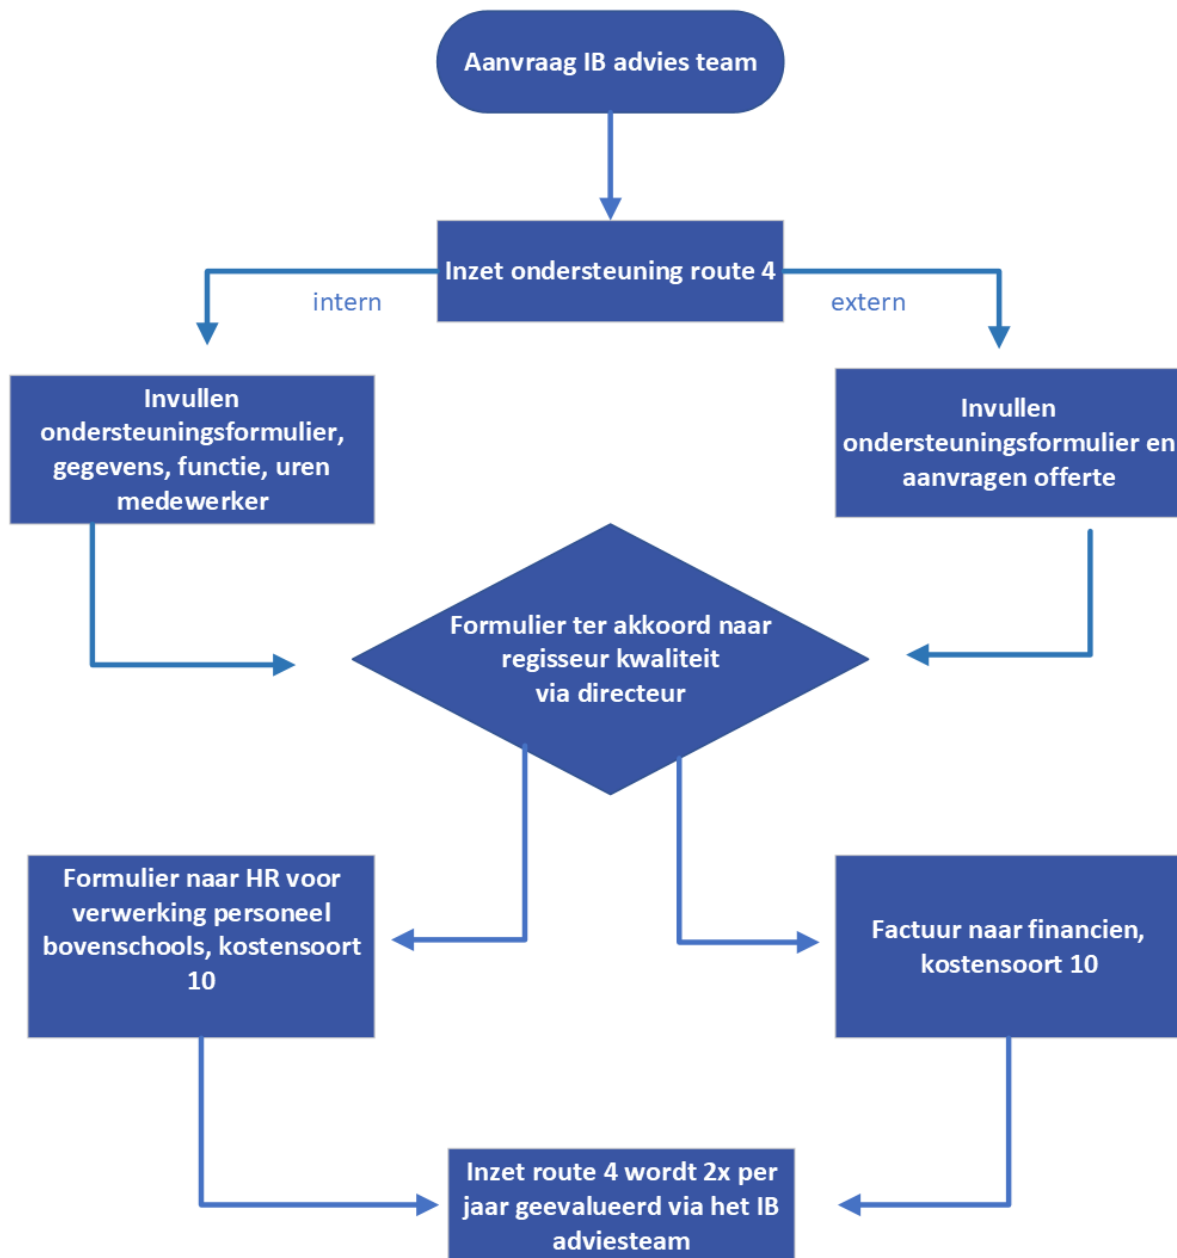 Aanvraag IB advies team
Inzet ondersteuning route 4
intern
extern
Invullen
ondersteuningsformulier,
gegevens, functie, uren
medewerker
Invullen
ondersteuningsformulier en
aanvragen offerte
Formulier ter akkoord naar
regisseur kwaliteit
via directeur
Formulier naar HR voor
verwerking personeel
bovenschools, kostensoort
10
Factuur naar financien,
kostensoort 10
Inzet route 4 wordt 2x per
jaar geevalueerd via het IB
adviesteam